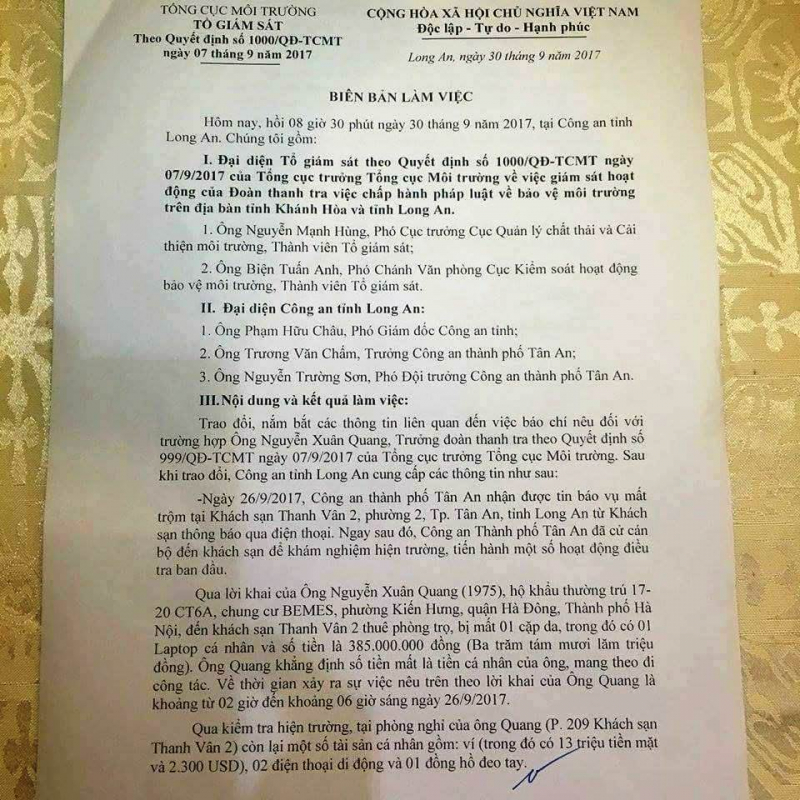 TỔNG CỤC MÔI TRƯỜNG
TỔ GIÁM SÁT
Theo Quyết định số 1000/QĐ-TCMT
ngày 07 tháng 9 năm 2017
CỘNG HÒA XÃ HỘI CHỦ NGHĨA VIỆT NAM
Độc lập - Tự do - Hạnh phúc
Long An, ngày 30 tháng 9 năm 2017
BIÊN BẢN LÀM VIỆC
Hôm nay, hồi 08 giờ 30 phút ngày 30 tháng 9 năm 2017, tại Công an tỉnh
Long An. Chúng tôi gồm:
I. Đại diện Tổ giám sát theo Quyết định số 1000/QĐ-TCMT ngày
07/9/2017 của Tổng cục trưởng Tổng cục Môi trường về việc giám sát hoạt
động của Đoàn thanh tra việc chấp hành pháp luật về bảo vệ môi trường
trên địa bàn tỉnh Khánh Hòa và tỉnh Long An.
1. Ông Nguyễn Mạnh Hùng, Phó Cục trưởng Cục Quản lý chất thải và Cải
thiện môi trường, Thành viên Tổ giám sát;
2. Ông Biện Tuấn Anh, Phó Chánh Văn phòng Cục Kiểm soát hoạt động
bảo vệ môi trường, Thành viên Tổ giám sát.
II. Đại diện Công an tỉnh Long An:
1. Ông Phạm Hữu Châu, Phó Giám đốc Công an tỉnh;
2. Ông Trương Văn Chẩm, Trưởng Công an thành phố Tân An;
3. Ông Nguyễn Trường Sơn, Phó Đội trưởng Công an thành phố Tân An.
III.Nội dung và kết quả làm việc:
Trao đổi, nắm bắt các thông tin liên quan đến việc báo chí nêu đối với
trường hợp Ông Nguyễn Xuân Quang, Trưởng đoàn thanh tra theo Quyết định số
999/QĐ-TCMT ngày 07/9/2017 của Tổng cục trưởng Tổng cục Môi trường. Sau
khi trao đổi, Công an tỉnh Long An cung cấp các thông tin như sau:
-Ngày 26/9/2017, Công an thành phố Tân An nhận được tin báo vụ mất
trộm tại Khách sạn Thanh Vân 2, phường 2, Tp. Tân An, tỉnh Long An từ Khách
sạn thông báo qua điện thoại. Ngay sau đó, Công an Thành phố Tân An đã cử cán
bộ đến khách sạn để khám nghiệm hiện trường, tiến hành một số hoạt động điều
tra ban đầu.
Qua lời khai của Ông Nguyễn Xuân Quang (1975), hộ khẩu thường trú 17-
20 CT6A, chung cư BEMES, phường Kiến Hưng, quận Hà Đông, Thành phố Hà
Nội, đến khách sạn Thanh Vân 2 thuê phòng trọ, bị mất 01 cặp da, trong đó có 01
Laptop cá nhân và số tiền là 385.000.000 đồng (Ba trăm tám mươi lăm triệu
đồng). Ông Quang khẳng định số tiền mất là tiền cá nhân của ông, mang theo đi
công tác. Về thời gian xảy ra sự việc nêu trên theo lời khai của Ông Quang là
khoảng từ 02 giờ đến khoảng 06 giờ sáng ngày 26/9/2017.
Qua kiểm tra hiện trường, tại phòng nghỉ của ông Quang (P. 209 Khách sạn
Thanh Vân 2) còn lại một số tài sản cá nhân gồm: ví (trong đó có 13 triệu tiền mặt
và 2.300 USD), 02 điện thoại di động và 01 đồng hồ đeo tay.